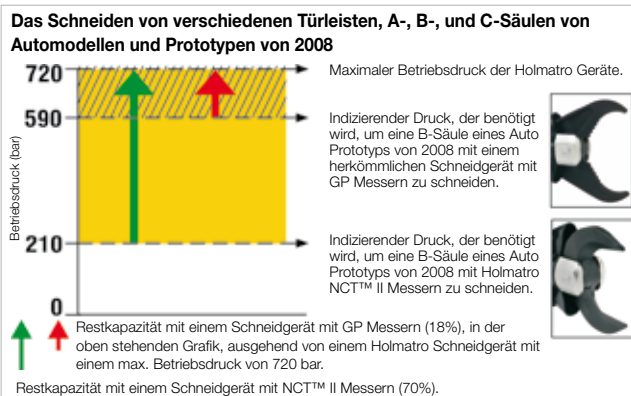 Das Schneiden von verschiedenen Türleisten, A-, B-, und C-Säulen von
Automodellen und Prototypen von 2008
720
590
210
0
Betriebsdruck (bar)
Maximaler Betriebsdruck der Holmatro Geräte.
Indizierender Druck, der benötigt
wird, um eine B-Säule eines Auto
Prototyps von 2008 mit einem
herkömmlichen Schneidgerät mit
GP Messern zu schneiden.
Indizierender Druck, der benötigt
wird, um eine B-Säule eines Auto
Prototyps von 2008 mit Holmatro
NCT™ II Messern zu schneiden.
Restkapazität mit einem Schneidgerät mit GP Messern (18%), in der
oben stehenden Grafik, ausgehend von einem Holmatro Schneidgerät mit
einem max. Betriebsdruck von 720 bar.
Restkapazität mit einem Schneidgerät mit NCT™ II Messern (70%).